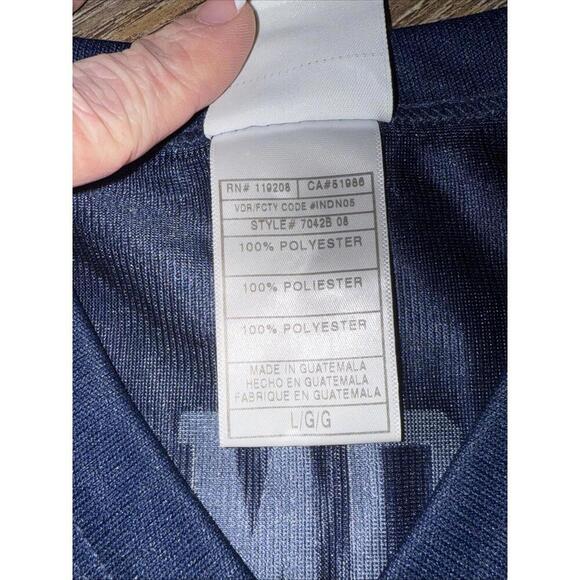 RN# 119208 CA#51986
VDR/FCTY CODE #INDN05
STYLE# 7042B 08
100% POLYESTER
100% POLIESTER
100% POLYESTER
MADE IN GUATEMALA
HECHO EN GUATEMALA
FABRIQUE EN GUATEMALA
L/G/G